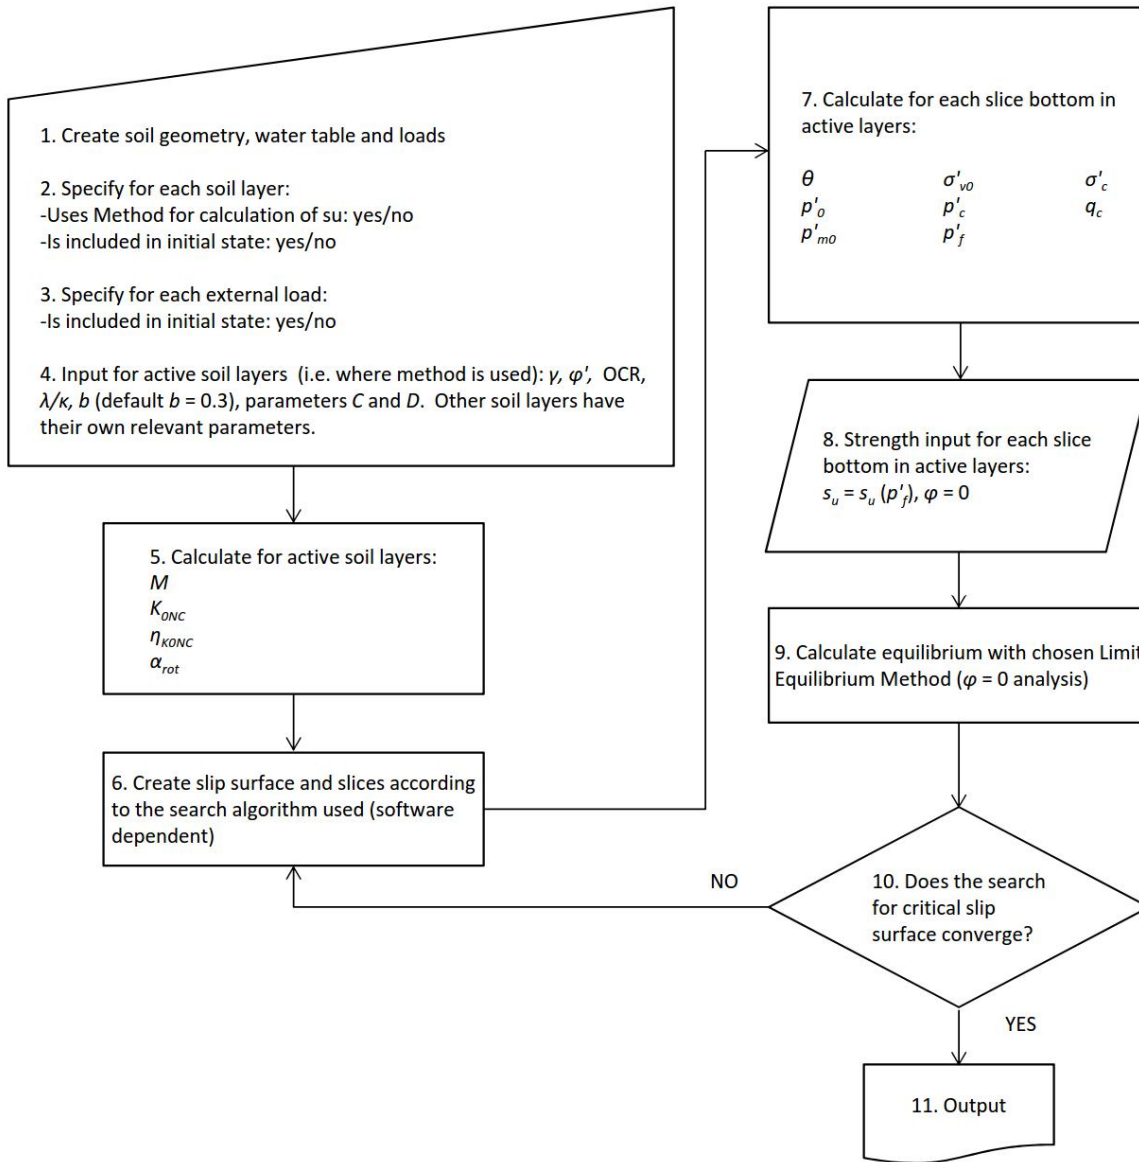 1. Create soil geometry, water table and loads
2. Specify for each soil layer:
-Uses Method for calculation of su: yes/no
-Is included in initial state: yes/no
3. Specify for each external load:
-Is included in initial state: yes/no
4. Input for active soil layers (i.e. where method is used): γ, φ', OCR,
λ/κ, b (default b = 0.3), parameters C and D. Other soil layers have
their own relevant parameters.
5. Calculate for active soil layers:
M
K0NC
ηK0NC
αrot
6. Create slip surface and slices according
to the search algorithm used (software
dependent)
7. Calculate for each slice bottom in
active layers:
θ σ'v0 σ'c
p'0 p'c qc
p'm0 p'f
8. Strength input for each slice
bottom in active layers:
su = su (p'f), φ = 0
9. Calculate equilibrium with chosen Limit
Equilibrium Method (φ = 0 analysis)
10. Does the search
for critical slip
surface converge?
NO
YES
11. Output